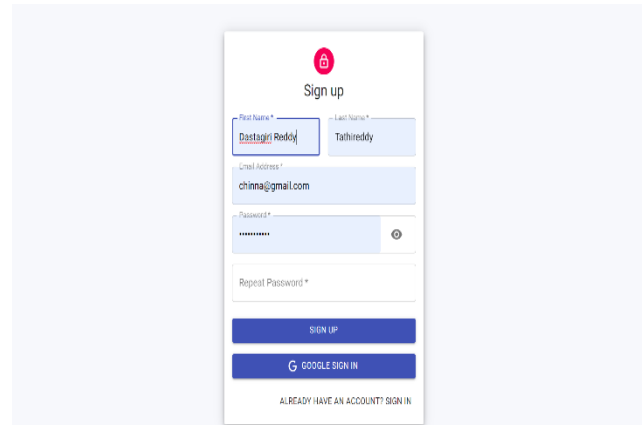 Sign up
First Name * Last Name *
Dastagiri Reddy Tathireddy
Email Address *
chinna@gmail.com
Password *
•••••••••••
Repeat Password *
SIGN UP
G GOOGLE SIGN IN
ALREADY HAVE AN ACCOUNT? SIGN IN